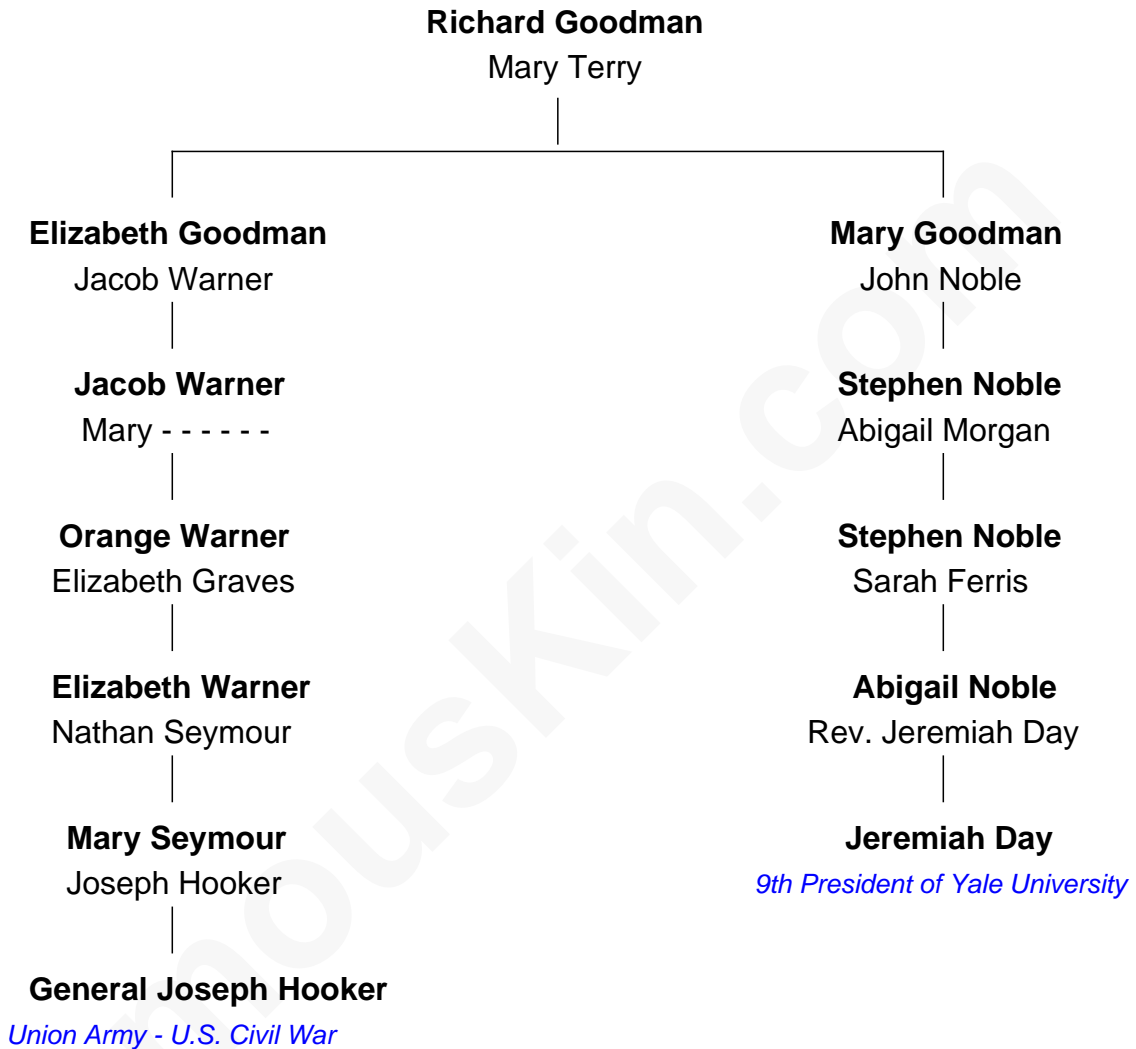 Richard Goodman
Mary Terry
Elizabeth Goodman
Jacob Warner
Mary Goodman
John Noble
Jacob Warner
Mary - - - - - -
Stephen Noble
Abigail Morgan
Orange Warner
Elizabeth Graves
Stephen Noble
Sarah Ferris
Elizabeth Warner
Nathan Seymour
Abigail Noble
Rev. Jeremiah Day
Mary Seymour
Joseph Hooker
Jeremiah Day
9th President of Yale University
General Joseph Hooker
Union Army - U.S. Civil War
mousKin.com